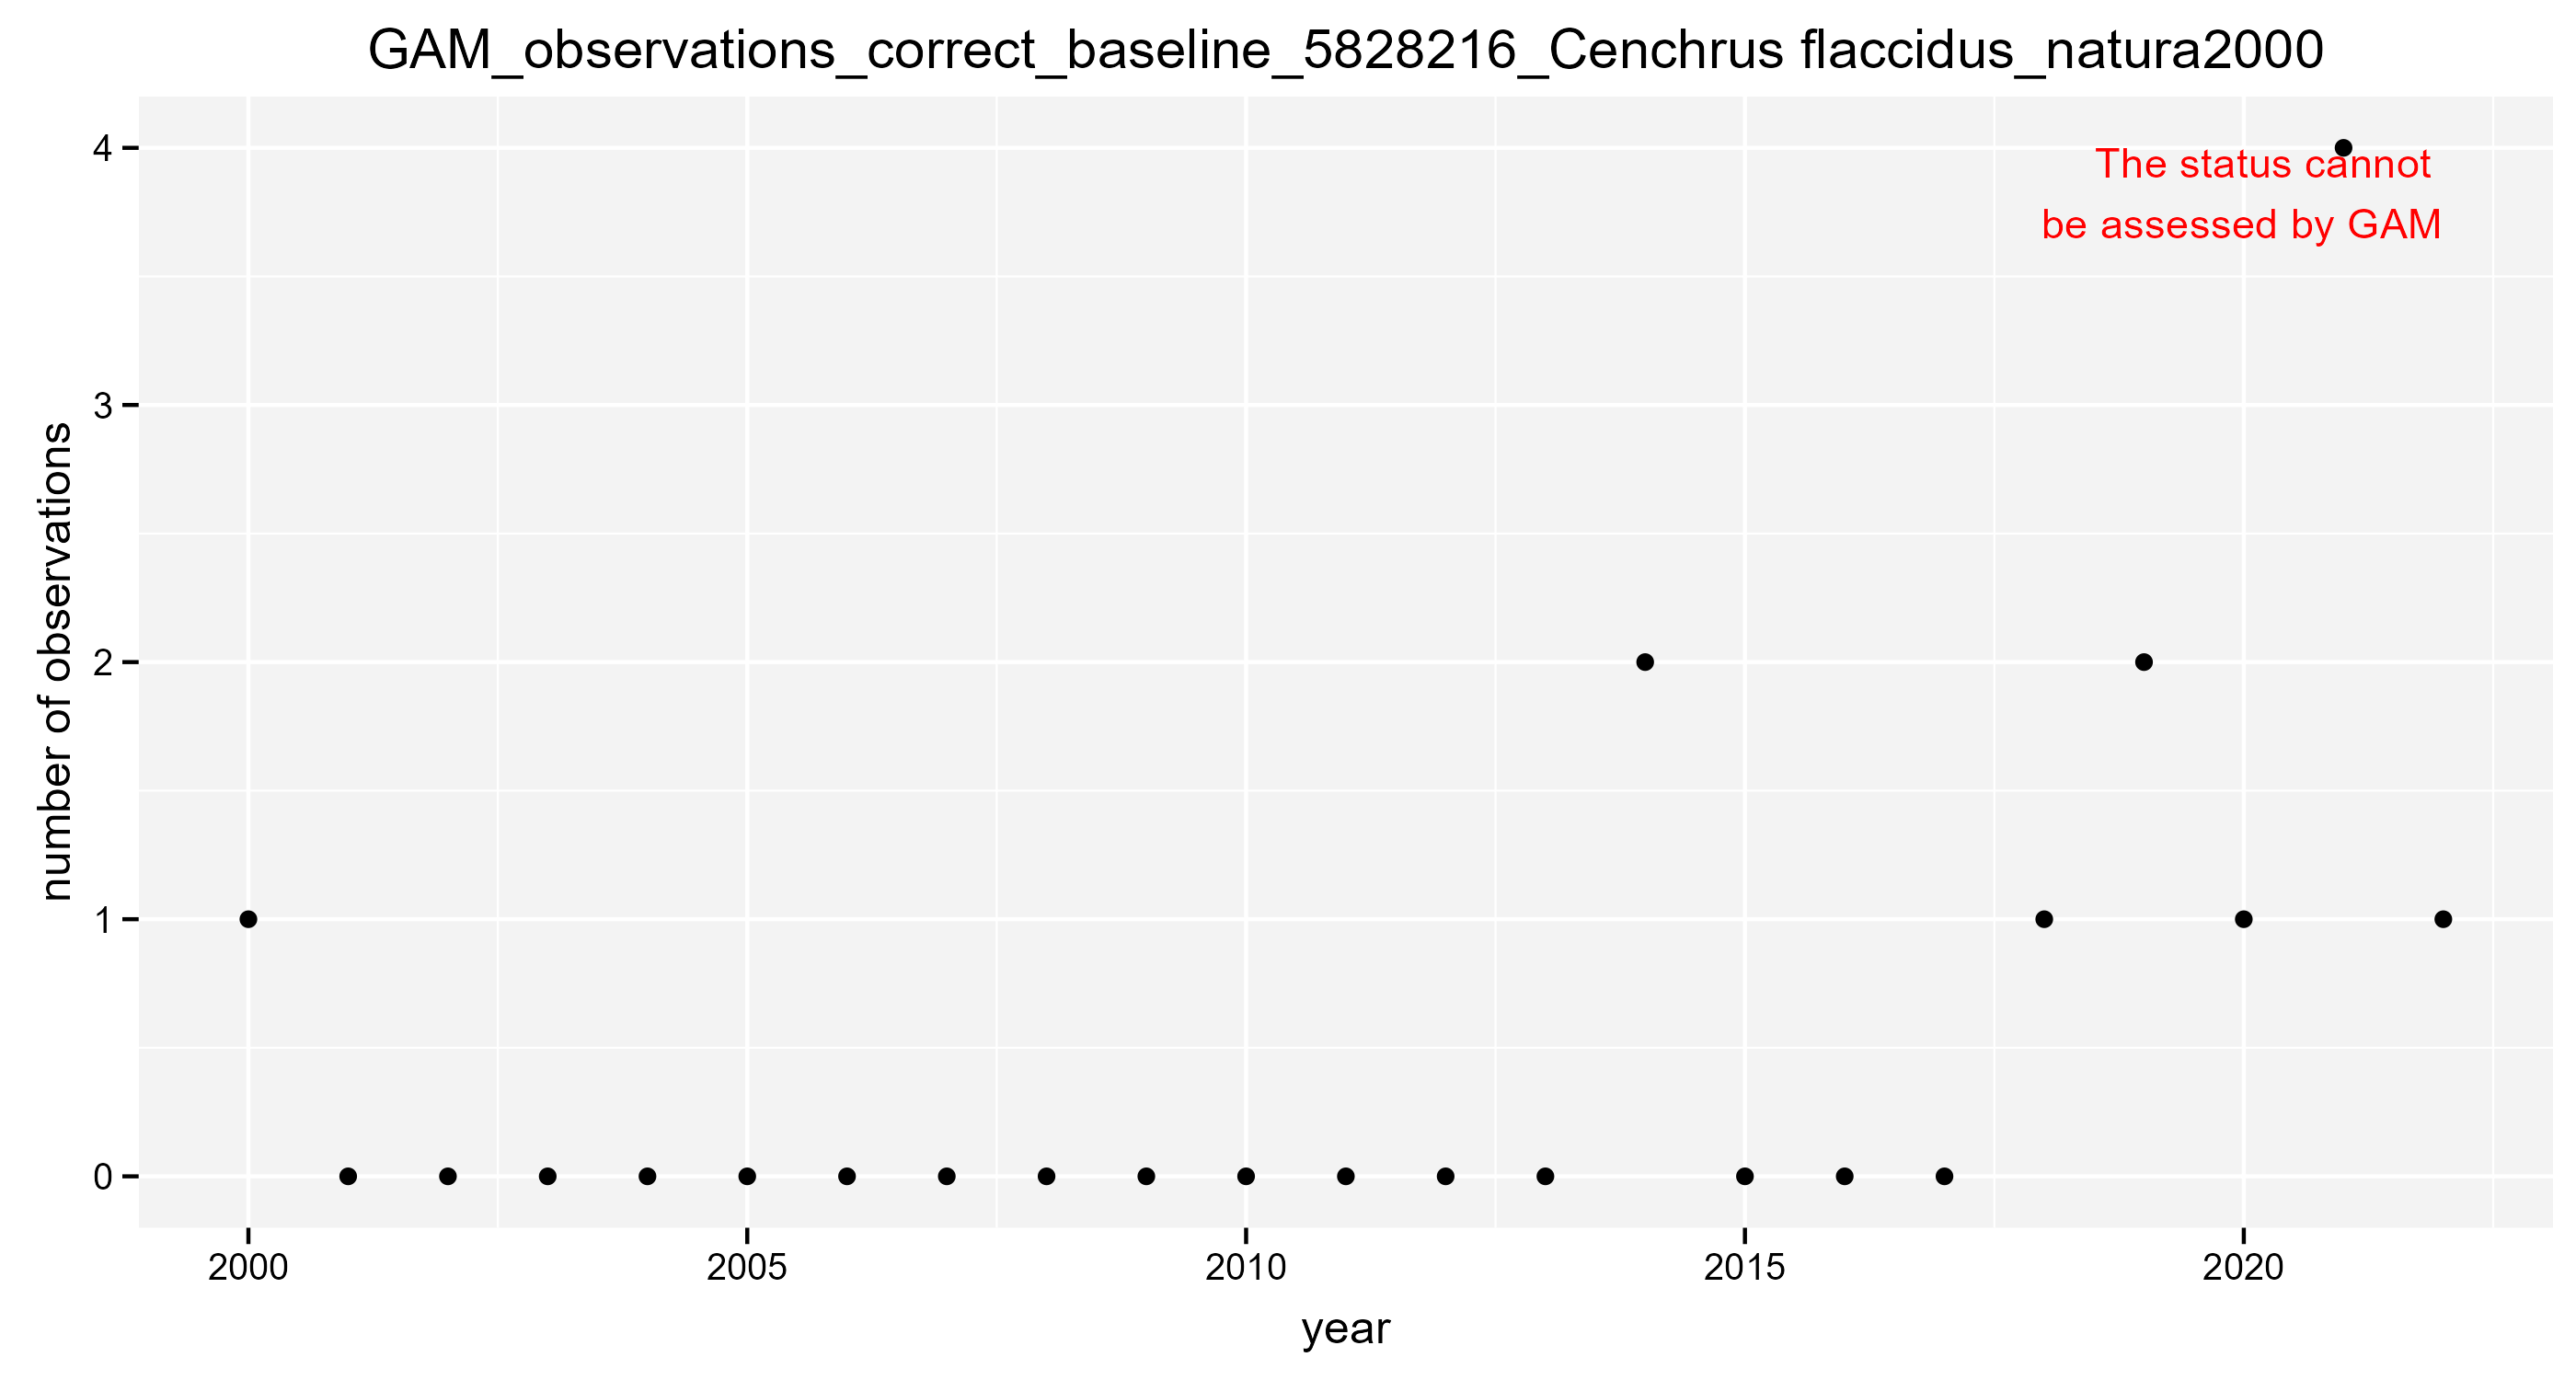 GAM_observations_correct_baseline_5828216_Cenchrus flaccidus_natura2000
4
The status cannot
be assessed by GAM
3
number of observations
2
1
0
2000 2005 2010 2015 2020
year